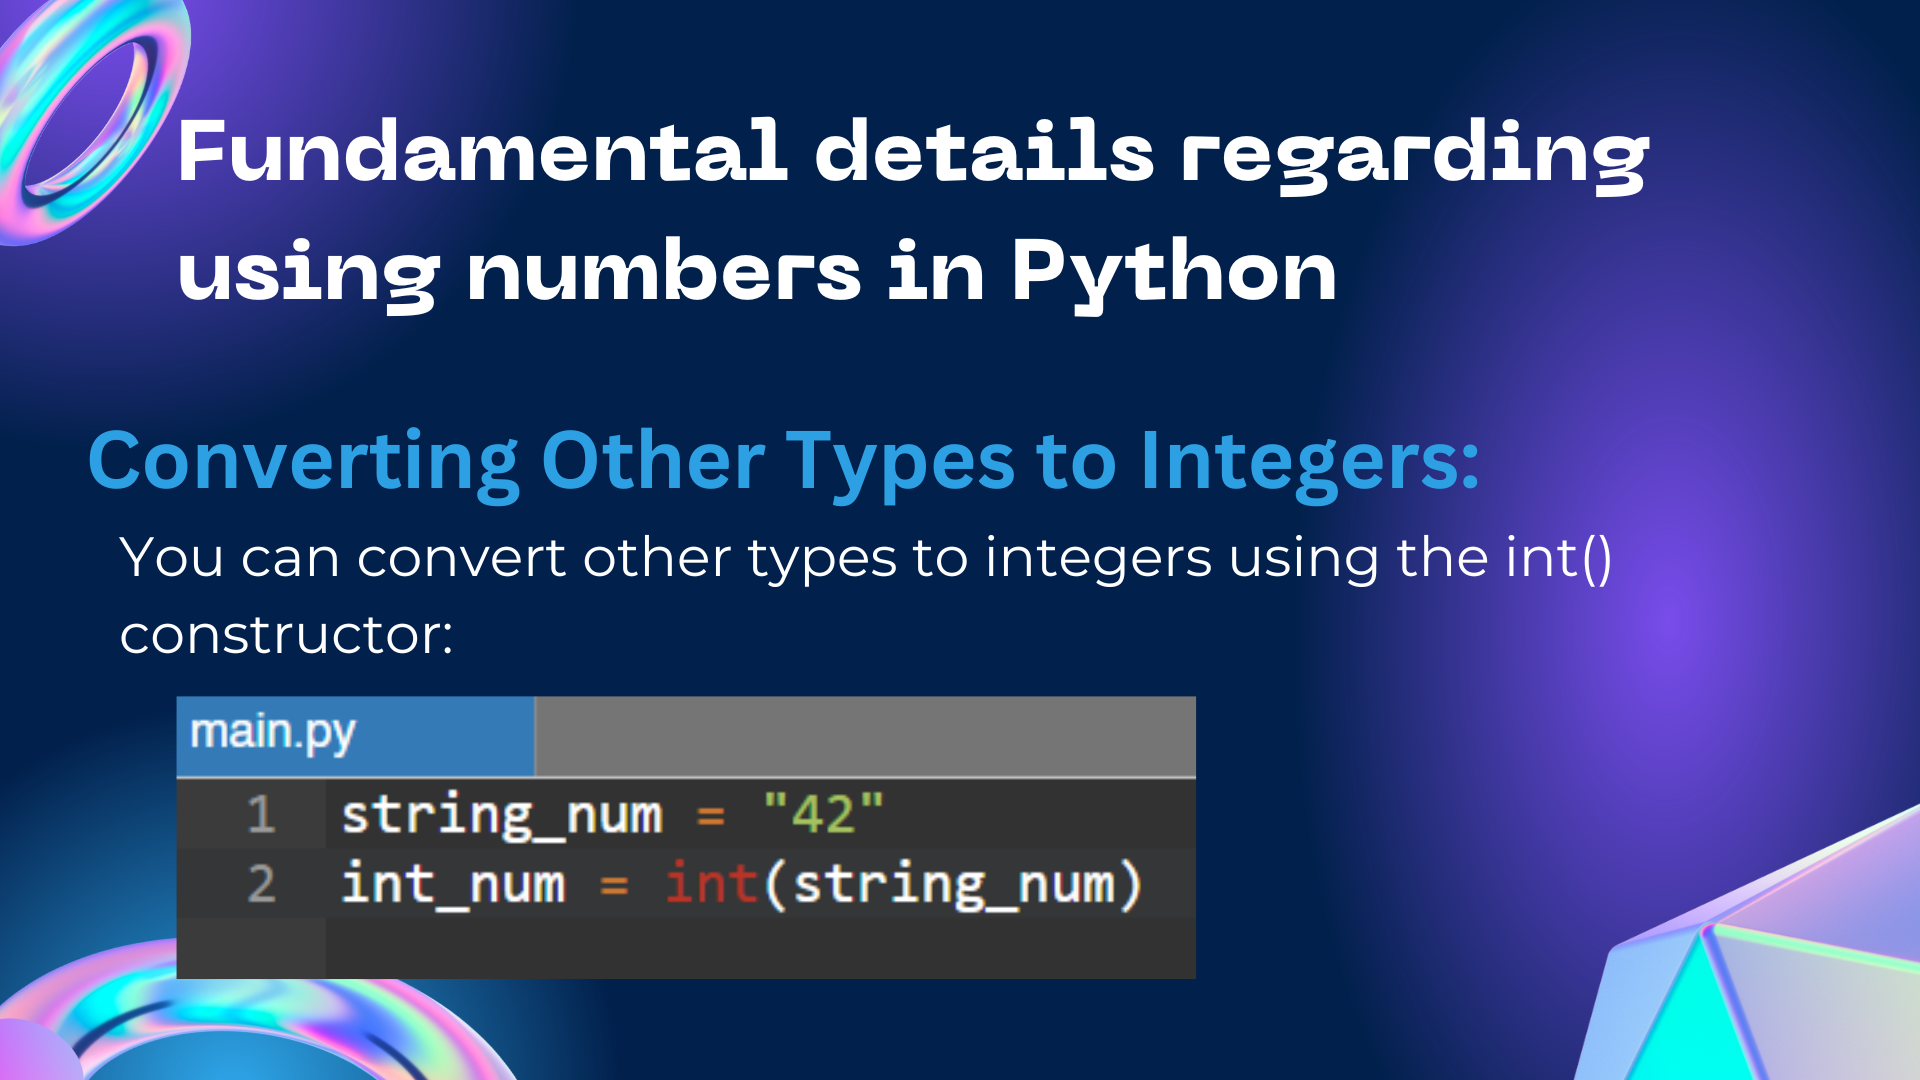 Fundamental details regarding
using numbers in Python
Converting Other Types to Integers:
You can convert other types to integers using the int()
constructor:
main.py
1 string_num = "42"
2 int_num = int(string_num)